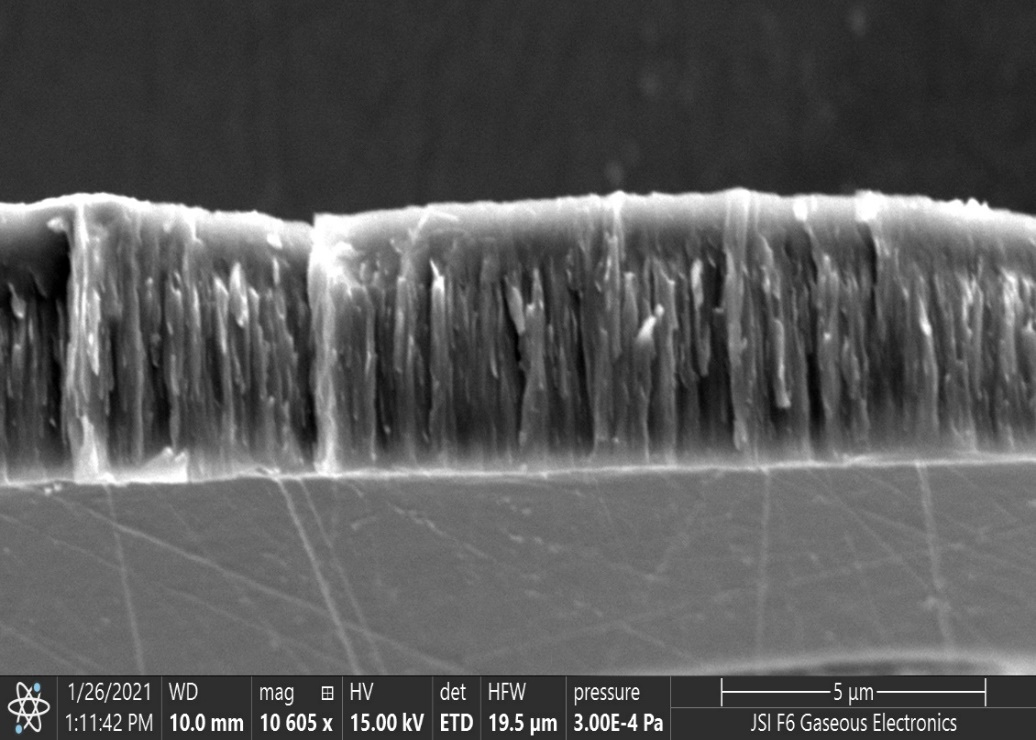 1/26/2021
1:11:42 PM
WD
10.0 mm
mag
10 605 x
HV
15.00 kV
det
ETD
HFW
19.5 µm
pressure
3.00E-4 Pa
5 µm
JSI F6 Gaseous Electronics